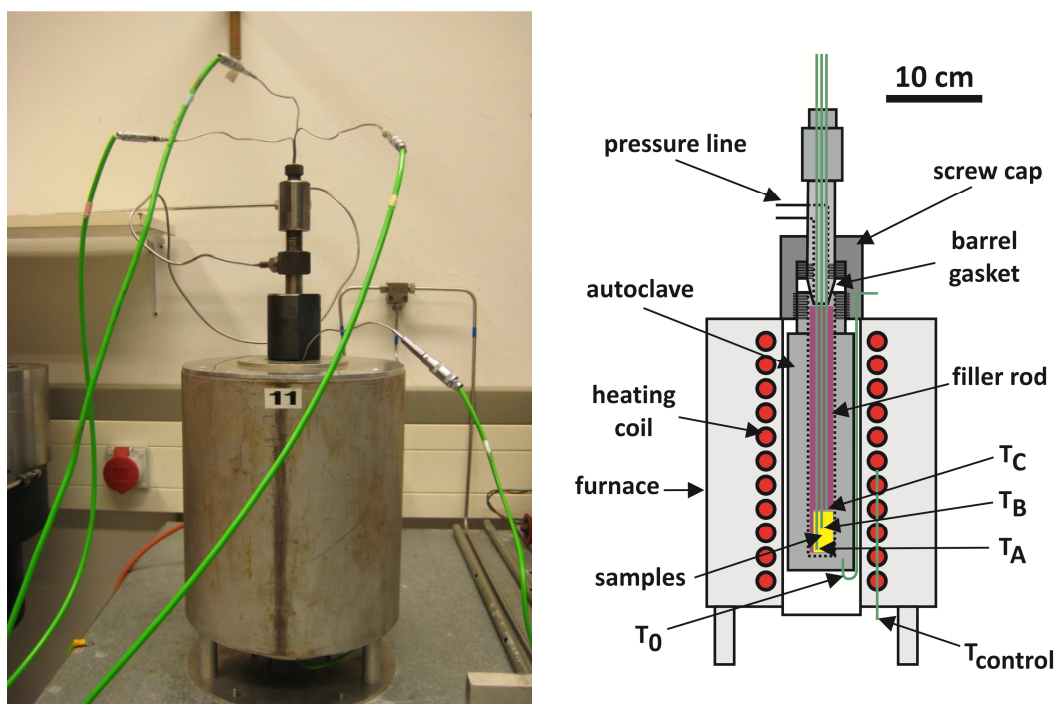 11
10 cm
pressure line
screw cap
barrel
gasket
autoclave
filler rod
heating
coil
T_C
furnace
T_B
T_A
samples
T_0
T_control